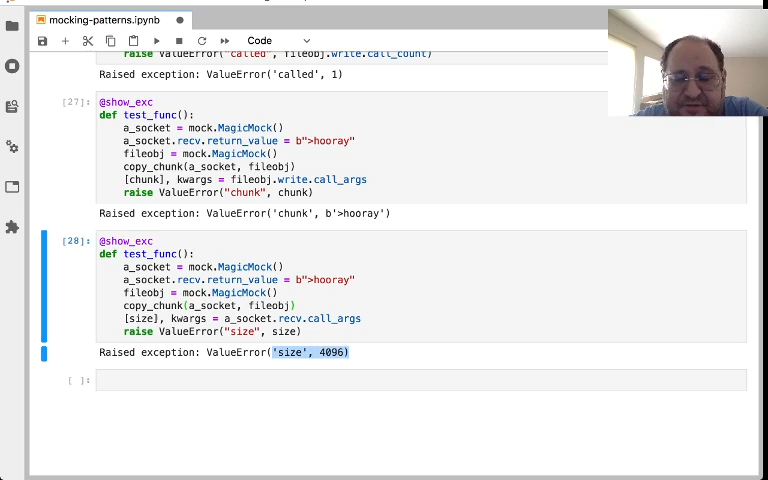 mocking-patterns.ipynb
Code
raise ValueError("called", fileobj.write.call_count)
Raised exception: ValueError('called', 1)
[27]:
@show_exc
def test_func():
    a_socket = mock.MagicMock()
    a_socket.recv.return_value = b">hooray"
    fileobj = mock.MagicMock()
    copy_chunk(a_socket, fileobj)
    [chunk], kwargs = fileobj.write.call_args
    raise ValueError("chunk", chunk)
Raised exception: ValueError('chunk', b'>hooray')
[28]:
@show_exc
def test_func():
    a_socket = mock.MagicMock()
    a_socket.recv.return_value = b">hooray"
    fileobj = mock.MagicMock()
    copy_chunk(a_socket, fileobj)
    [size], kwargs = a_socket.recv.call_args
    raise ValueError("size", size)
Raised exception: ValueError('size', 4096)
[ ]: